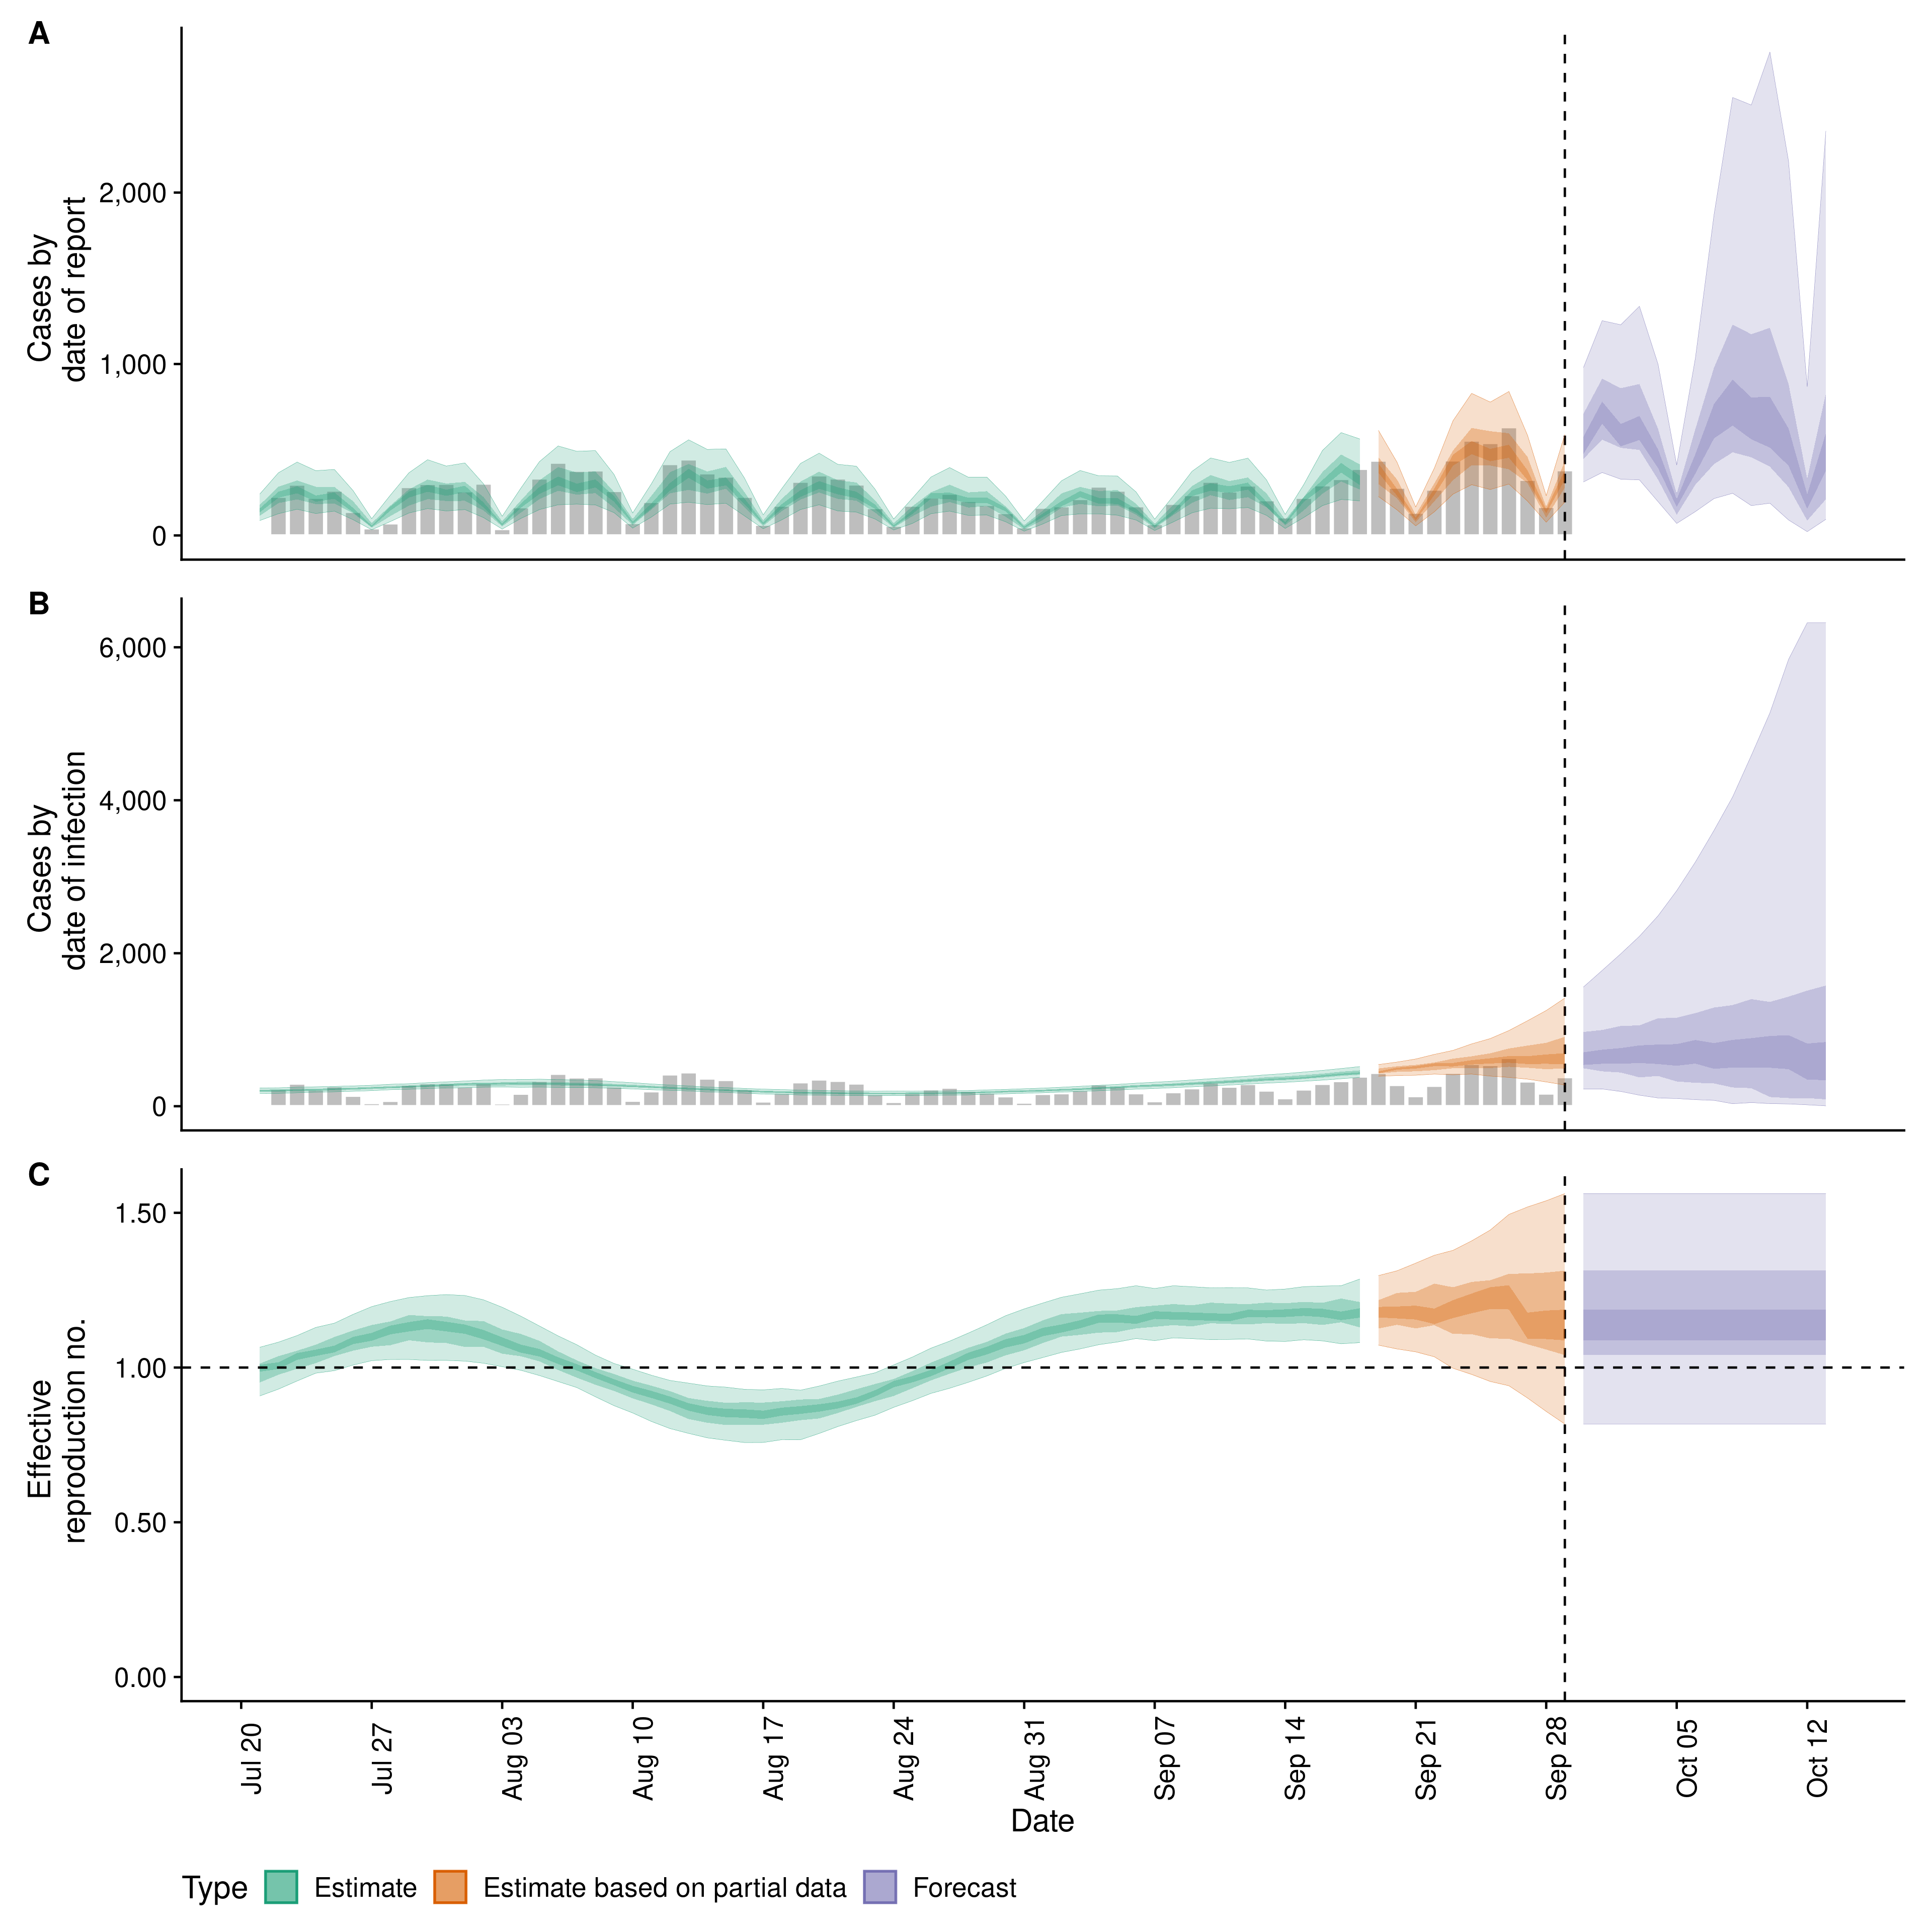 A
Cases by
date of report
2,000
1,000
0
B
Cases by
date of infection
6,000
4,000
2,000
0
C
Effective
reproduction no.
1.50
1.00
0.50
0.00
Jul 20
Jul 27
Aug 03
Aug 10
Aug 17
Aug 24
Aug 31
Sep 07
Sep 14
Sep 21
Sep 28
Oct 05
Oct 12
Date
Type Estimate Estimate based on partial data Forecast